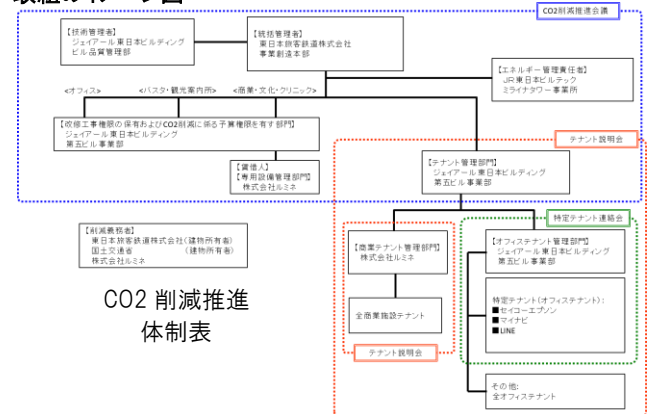 CO2削減推進会議
【技術管理者】
ジェイアール東日本ビルディング
ビル品質管理部
【統括管理者】
東日本旅客鉄道株式会社
事業創造本部
【エネルギー管理責任者】
JR東日本ビルテック
ミライナタワー事業所
<オフィス>
<バスタ・観光案内所>
<商業・文化・クリニック>
【改修工事権限の保有およびCO2削減に係る予算権限を有す部門】
ジェイアール東日本ビルディング
第五ビル事業部
テナント説明会
【賃借人】
【専用設備管理部門】
株式会社ルミネ
【テナント管理部門】
ジェイアール東日本ビルディング
第五ビル事業部
特定テナント連絡会
【削減義務者】
東日本旅客鉄道株式会社(建物所有者)
国土交通省 (建物所有者)
株式会社ルミネ
【商業テナント管理部門】
株式会社ルミネ
【オフィステナント管理部門】
ジェイアール東日本ビルディング
第五ビル事業部
CO2 削減推進
体制表
全商業施設テナント
特定テナント(オフィステナント):
■セイコーエプソン
■マイナビ
■LINE
テナント説明会
その他:
全オフィステナント